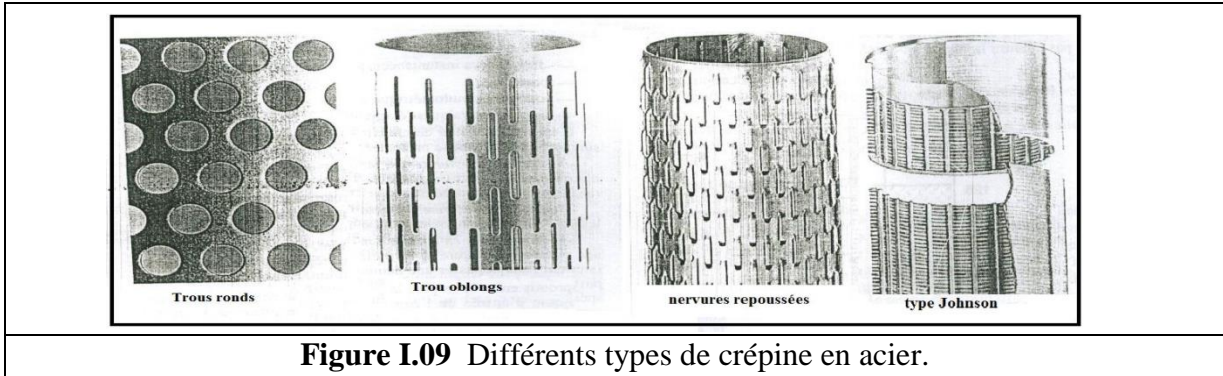 Trous ronds
Trou oblongs
nervures repoussées
type Johnson
Figure I.09 Différents types de crépine en acier.